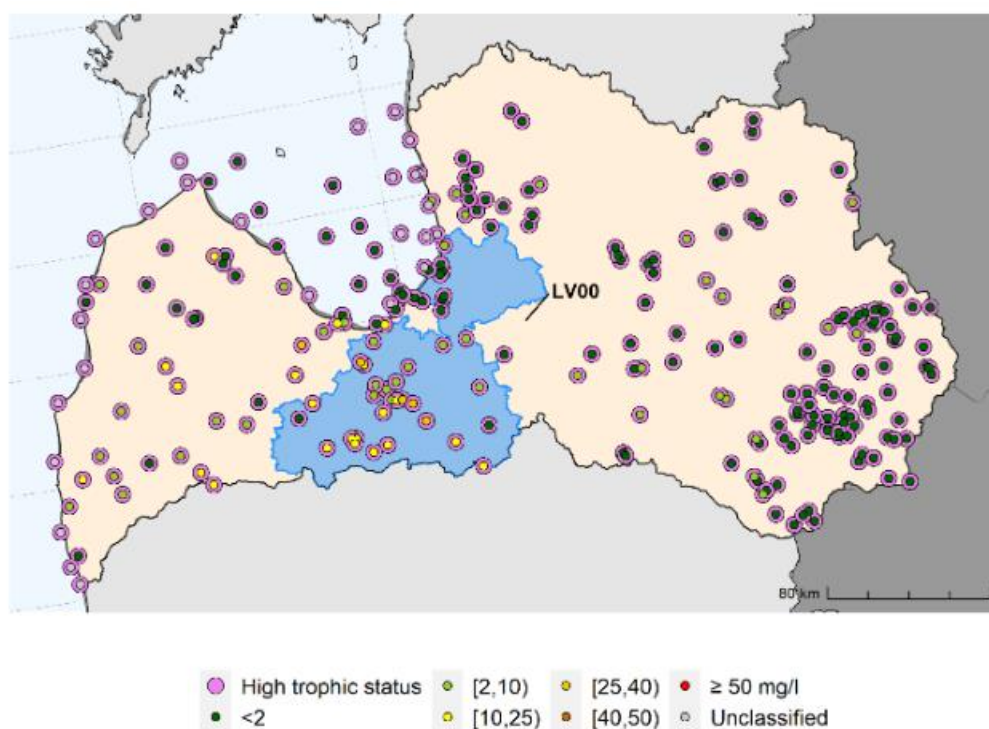 LV00
80 km
High trophic status
[2,10)
[25,40)
≥ 50 mg/l
<2
[10,25)
[40,50)
Unclassified